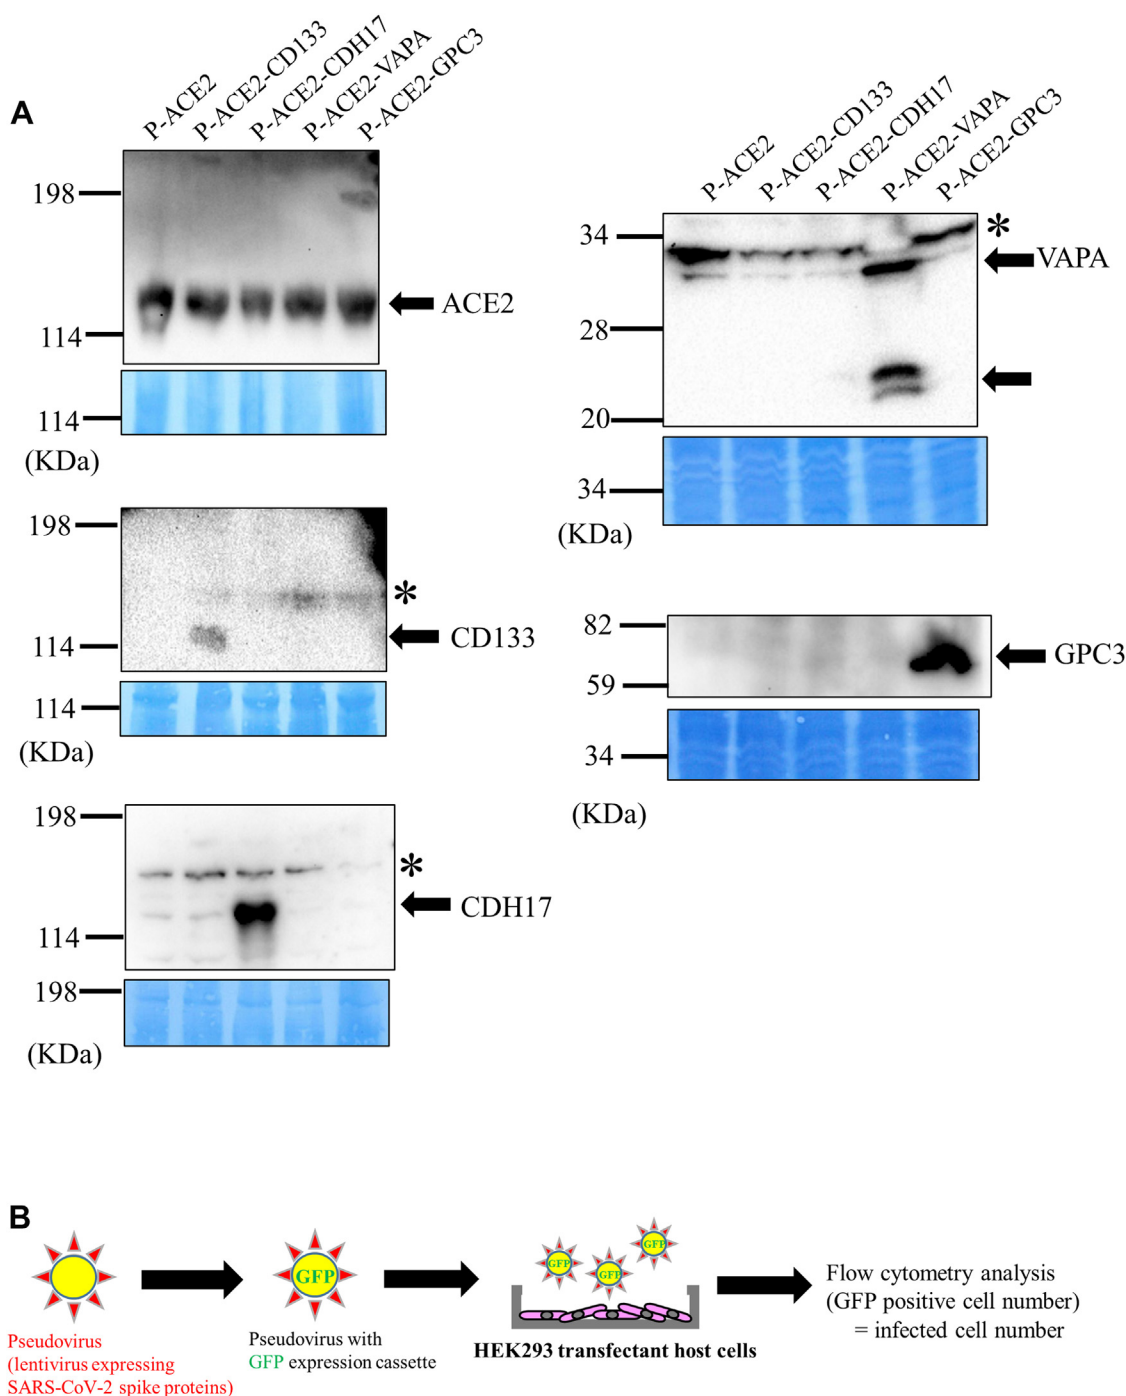 A
P-ACE2
P-ACE2-CD133
P-ACE2-CDH17
P-ACE2-VAPA
P-ACE2-GPC3
198
ACE2
114
114
(KDa)
198
*
CD133
114
114
(KDa)
198
*
CDH17
114
198
(KDa)
P-ACE2
P-ACE2-CD133
P-ACE2-CDH17
P-ACE2-VAPA
P-ACE2-GPC3
34
*
VAPA
28
20
34
(KDa)
82
GPC3
59
34
(KDa)
B
Pseudovirus
(lentivirus expressing
SARS-CoV-2 spike proteins)
GFP
Pseudovirus with
GFP expression cassette
GFP
GFP
GFP
HEK293 transfectant host cells
Flow cytometry analysis
(GFP positive cell number)
= infected cell number